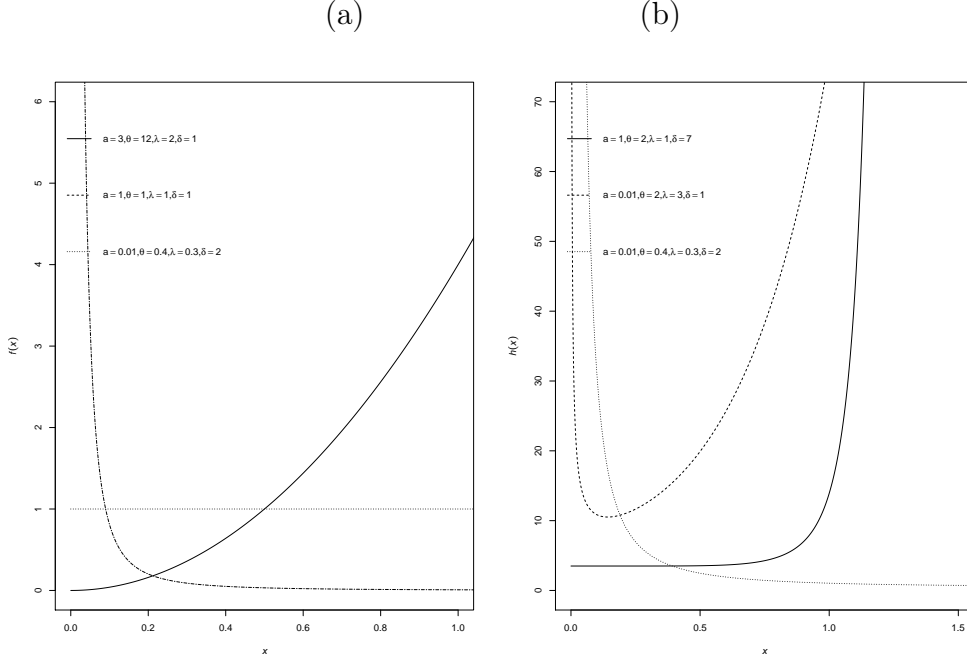 (a)
(b)
a = 3,θ = 12,λ = 2,δ = 1
a = 1,θ = 1,λ = 1,δ = 1
a = 0.01,θ = 0.4,λ = 0.3,δ = 2
f(x)
0 1 2 3 4 5 6
0.0 0.2 0.4 0.6 0.8 1.0
x
a = 1,θ = 2,λ = 1,δ = 7
a = 0.01,θ = 2,λ = 3,δ = 1
a = 0.01,θ = 0.4,λ = 0.3,δ = 2
h(x)
0 10 20 30 40 50 60 70
0.0 0.5 1.0 1.5
x